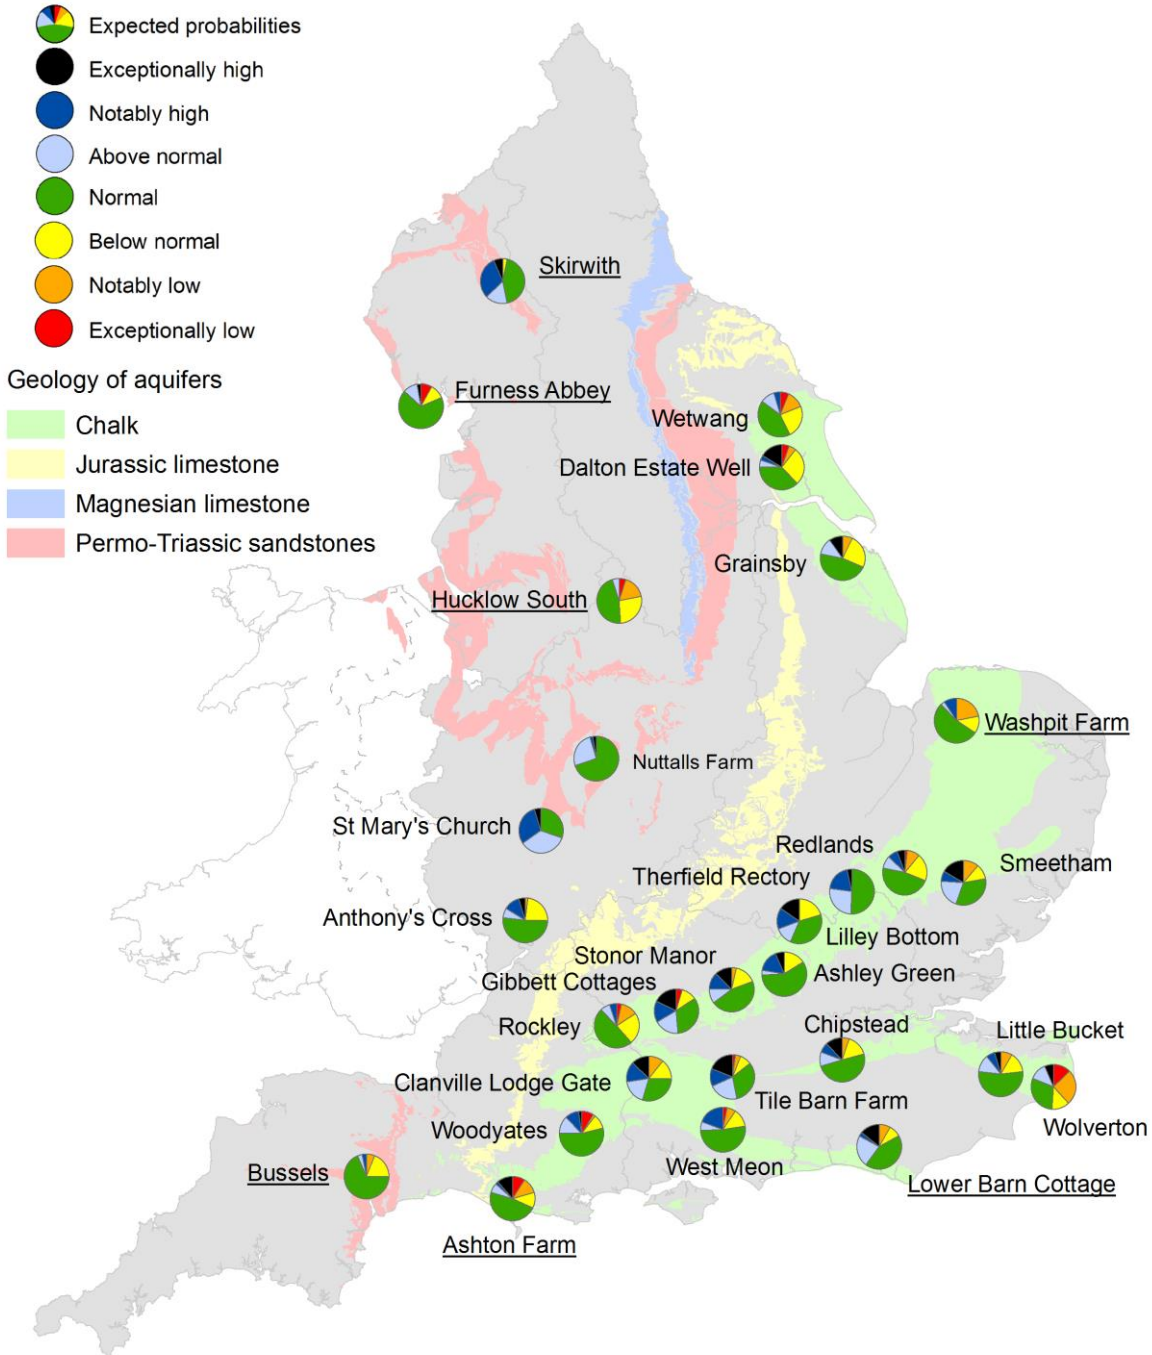 Expected probabilities
Exceptionally high
Notably high
Above normal
Normal
Below normal
Notably low
Exceptionally low
Geology of aquifers
Chalk
Jurassic limestone
Magnesian limestone
Permo-Triassic sandstones
Skirwith
Furness Abbey
Wetwang
Dalton Estate Well
Grainsby
Hucklow South
Washpit Farm
Nuttalls Farm
St Mary's Church
Redlands
Smeetham
Therfield Rectory
Anthony's Cross
Lilley Bottom
Stonor Manor
Ashley Green
Gibbett Cottages
Rockley
Chipstead
Little Bucket
Clanville Lodge Gate
Tile Barn Farm
Wolverton
Woodyates
West Meon
Bussels
Lower Barn Cottage
Ashton Farm